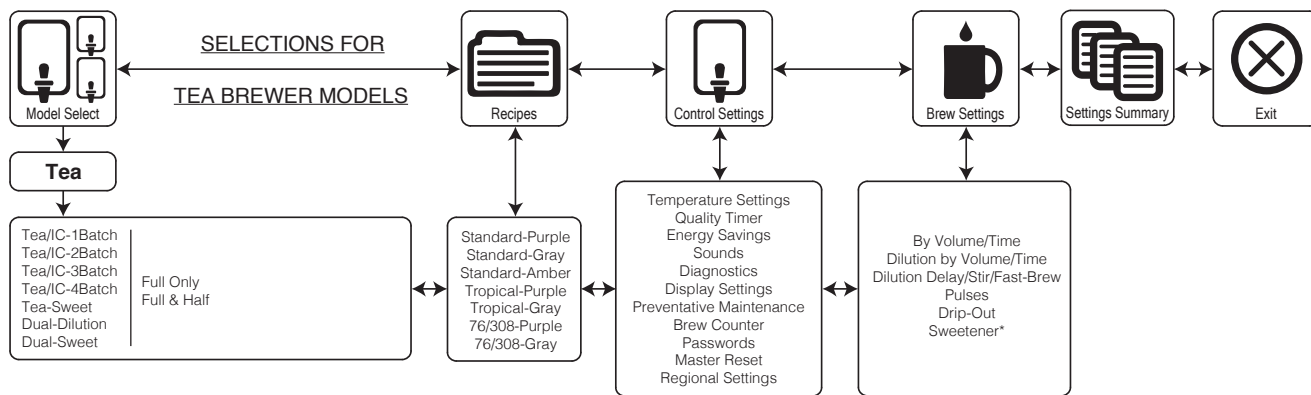 SELECTIONS FOR
TEA BREWER MODELS
Model Select
Recipes
Control Settings
Brew Settings
Settings Summary
Exit
Tea
Tea/IC-1Batch
Tea/IC-2Batch
Tea/IC-3Batch
Tea/IC-4Batch
Tea-Sweet
Dual-Dilution
Dual-Sweet
Full Only
Full & Half
Standard-Purple
Standard-Gray
Standard-Amber
Tropical-Purple
Tropical-Gray
76/308-Purple
76/308-Gray
Temperature Settings
Quality Timer
Energy Savings
Sounds
Diagnostics
Display Settings
Preventative Maintenance
Brew Counter
Passwords
Master Reset
Regional Settings
By Volume/Time
Dilution by Volume/Time
Dilution Delay/Stir/Fast-Brew
Pulses
Drip-Out
Sweetener*